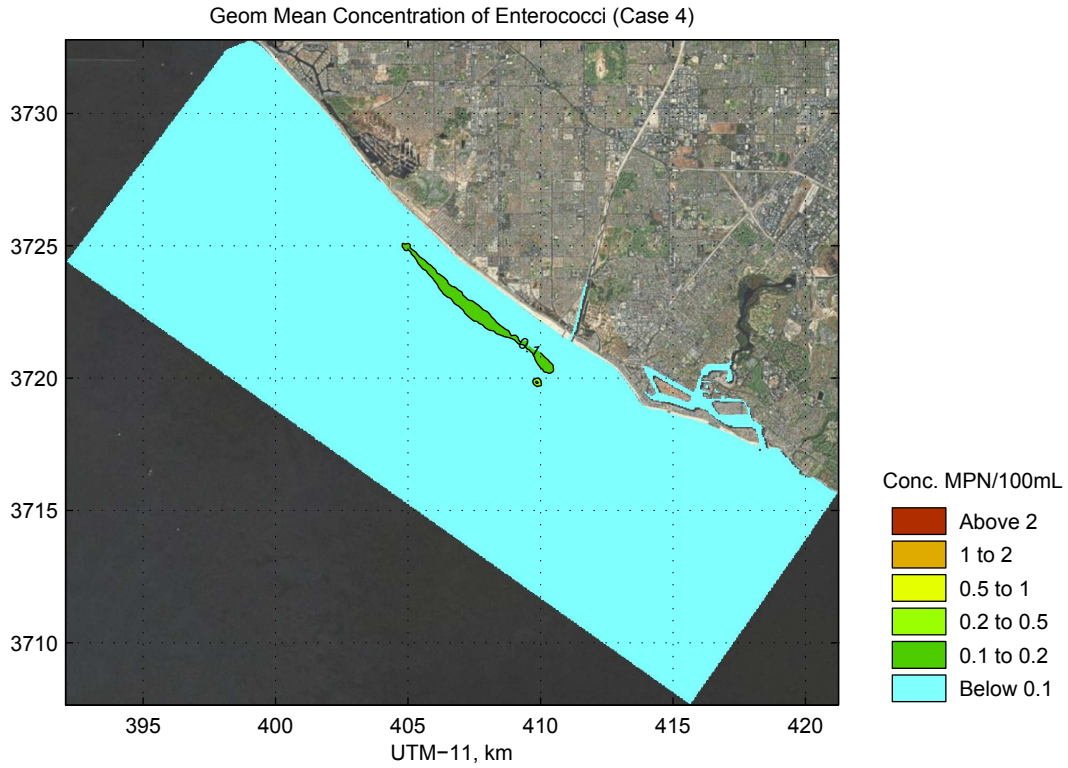 Geom Mean Concentration of Enterococci (Case 4)
3730
3725
3720
3715
3710
395
400
405
410
415
420
UTM−11, km
Conc. MPN/100mL
Above 2
1 to 2
0.5 to 1
0.2 to 0.5
0.1 to 0.2
Below 0.1